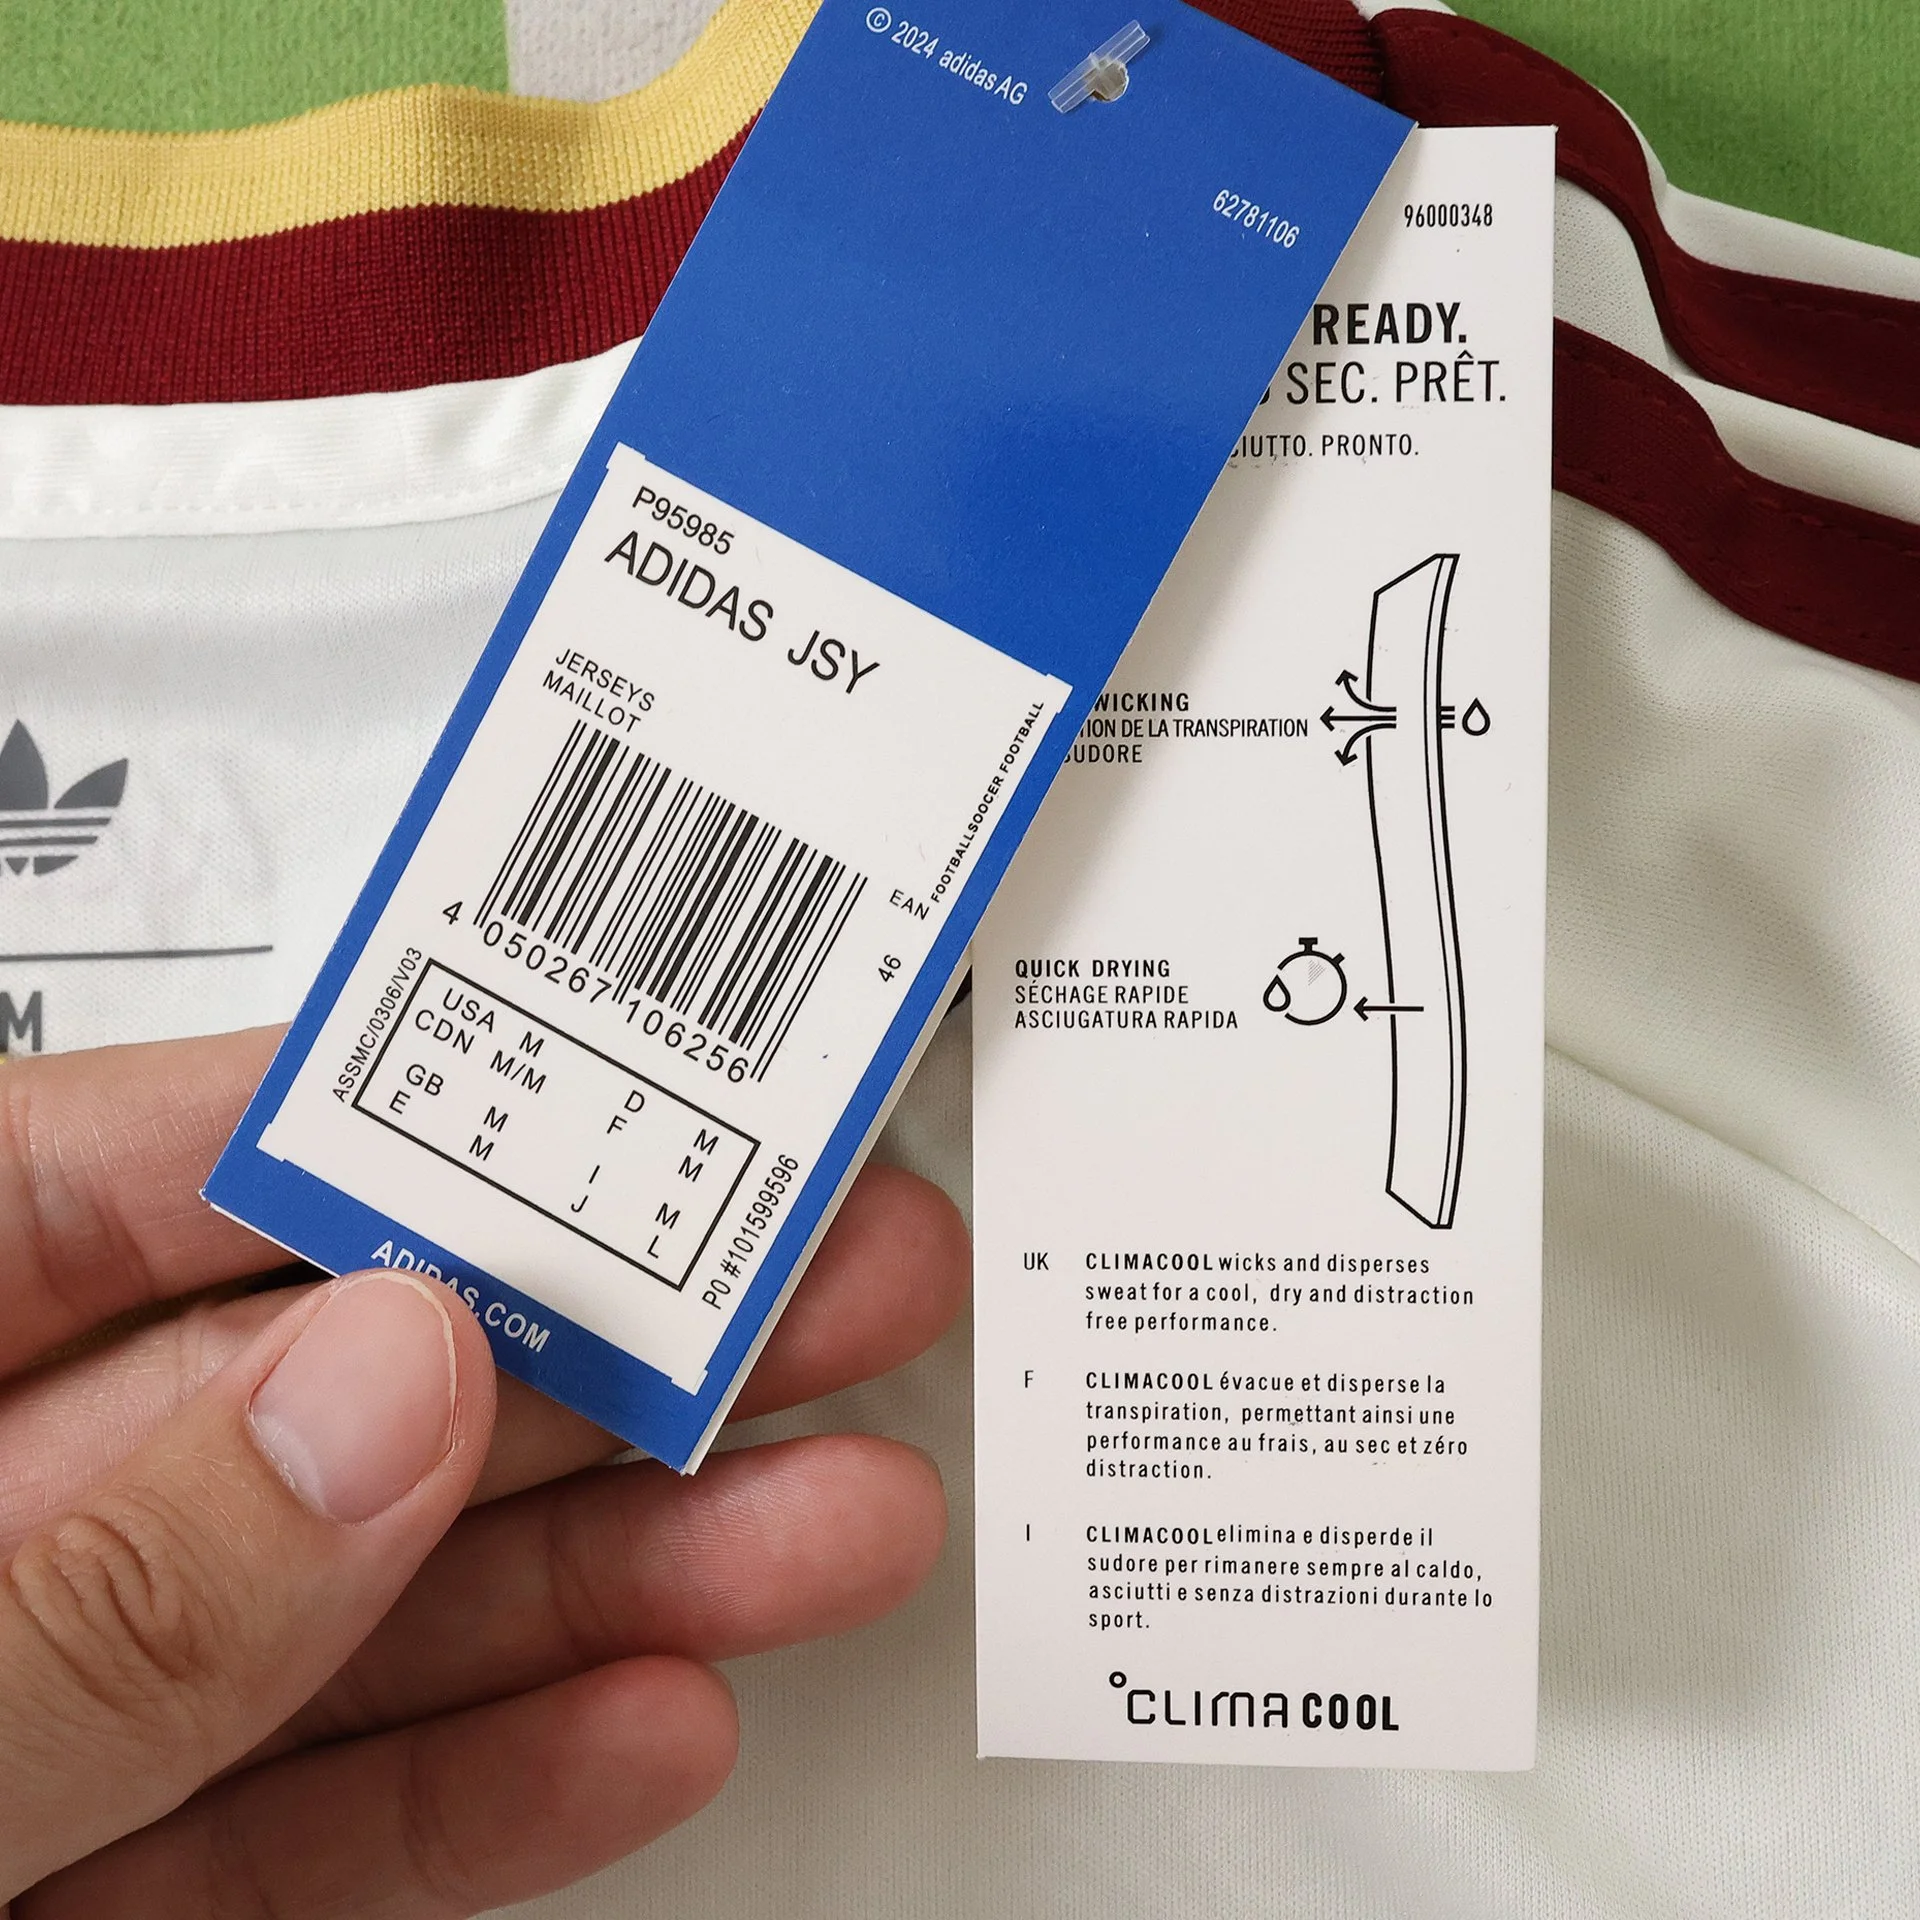 © 2024 adidas AG
62781106
P95985
ADIDAS JSY
JERSEYS
MAILLOT
FOOTBALLSOOCER FOOTBALL
EAN
46
4 050267 106256
ASSMC/0306/V03
USA M
CDN M/M
GB M
E M
D M
F M
I M
J L
PO #101599596
ADIDAS.COM
M
96000348
READY.
SEC. PRÊT.
PRONTO.
WICKING
DE LA TRANSPIRATION
SUDORE
QUICK DRYING
SÉCHAGE RAPIDE
ASCIUGATURA RAPIDA
UK CLIMACOOL wicks and disperses
sweat for a cool, dry and distraction
free performance.
F CLIMACOOL évacue et disperse la
transpiration, permettant ainsi une
performance au frais, au sec et zéro
distraction.
I CLIMACOOL elimina e disperde il
sudore per rimanere sempre al caldo,
asciutti e senza distrazioni durante lo
sport.
°CLIMACOOL